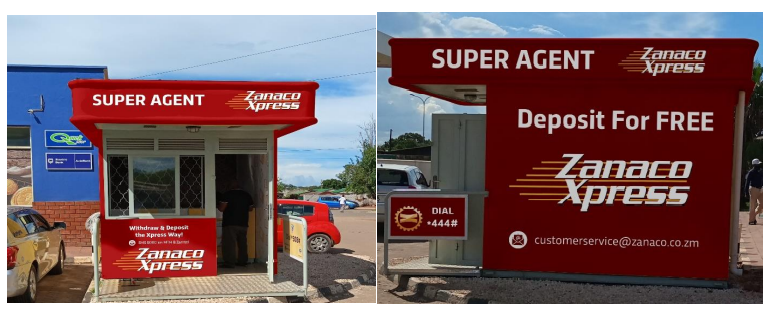 SUPER AGENT
Zanaco
Xpress
Withdraw & Deposit
the Xpress Way!
Zanaco
Xpress
SUPER AGENT
Zanaco
Xpress
Deposit For FREE
Zanaco
Xpress
DIAL
*444#
customerservice@zanaco.co.zm